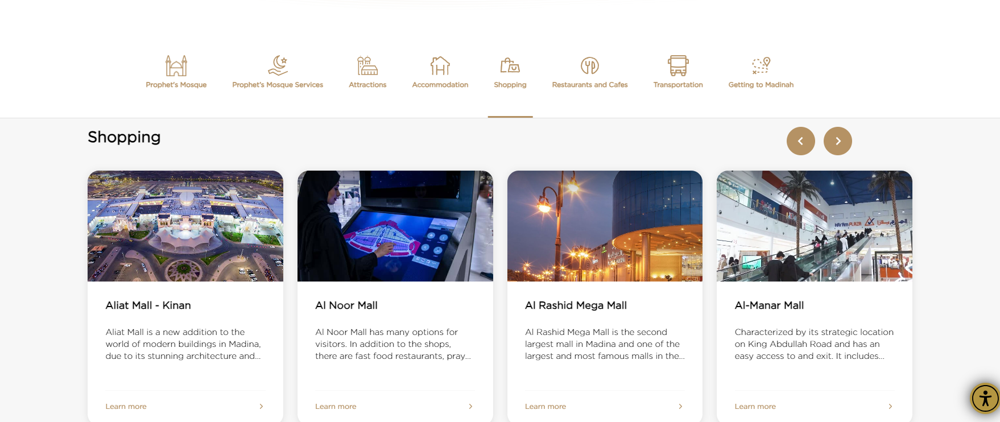 Prophet's Mosque
Prophet's Mosque Services
Attractions
Accommodation
Shopping
Restaurants and Cafes
Transportation
Getting to Madinah
Shopping
HArAm PLAZA
Aliat Mall - Kinan
Aliat Mall is a new addition to the
world of modern buildings in Madina,
due to its stunning architecture and...
Learn more
Al Noor Mall
Al Noor Mall has many options for
visitors. In addition to the shops,
there are fast food restaurants, pray...
Learn more
Al Rashid Mega Mall
Al Rashid Mega Mall is the second
largest mall in Madina and one of the
largest and most famous malls in the...
Learn more
Al-Manar Mall
Characterized by its strategic location
on King Abdullah Road and has an
easy access to and exit. It includes...
Learn more